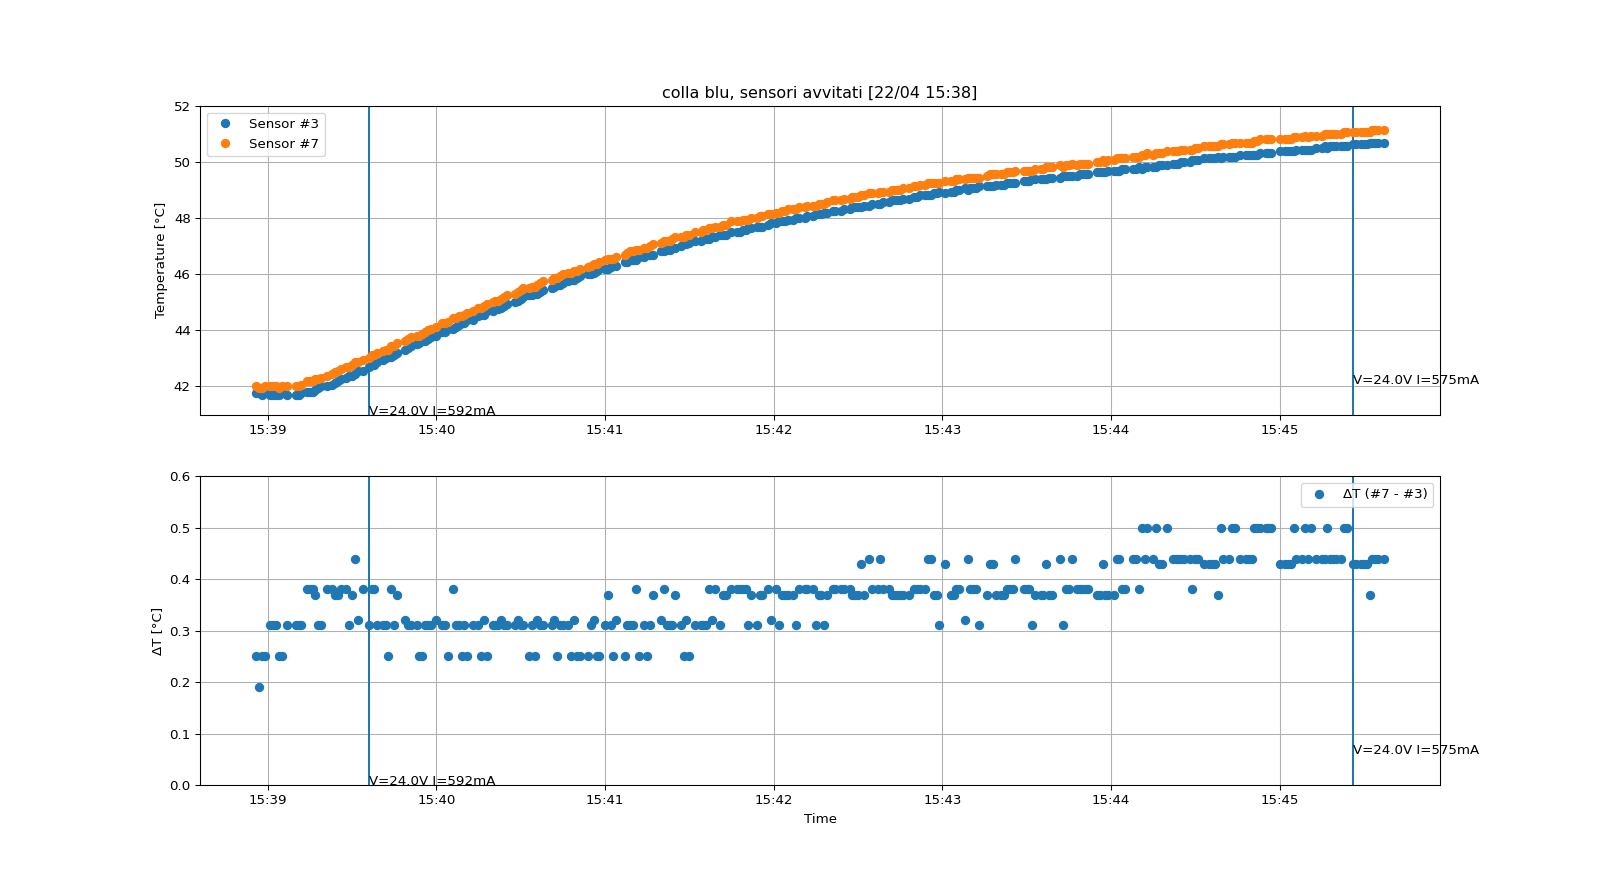 colla blu, sensori avvitati [22/04 15:38]
52
50
48
46
44
42
Temperature [°C]
Sensor #3
Sensor #7
V=24.0V I=592mA
V=24.0V I=575mA
15:39 15:40 15:41 15:42 15:43 15:44 15:45
0.6
0.5
0.4
0.3
0.2
0.1
0.0
ΔT [°C]
ΔT (#7 - #3)
V=24.0V I=592mA
V=24.0V I=575mA
15:39 15:40 15:41 15:42 15:43 15:44 15:45
Time